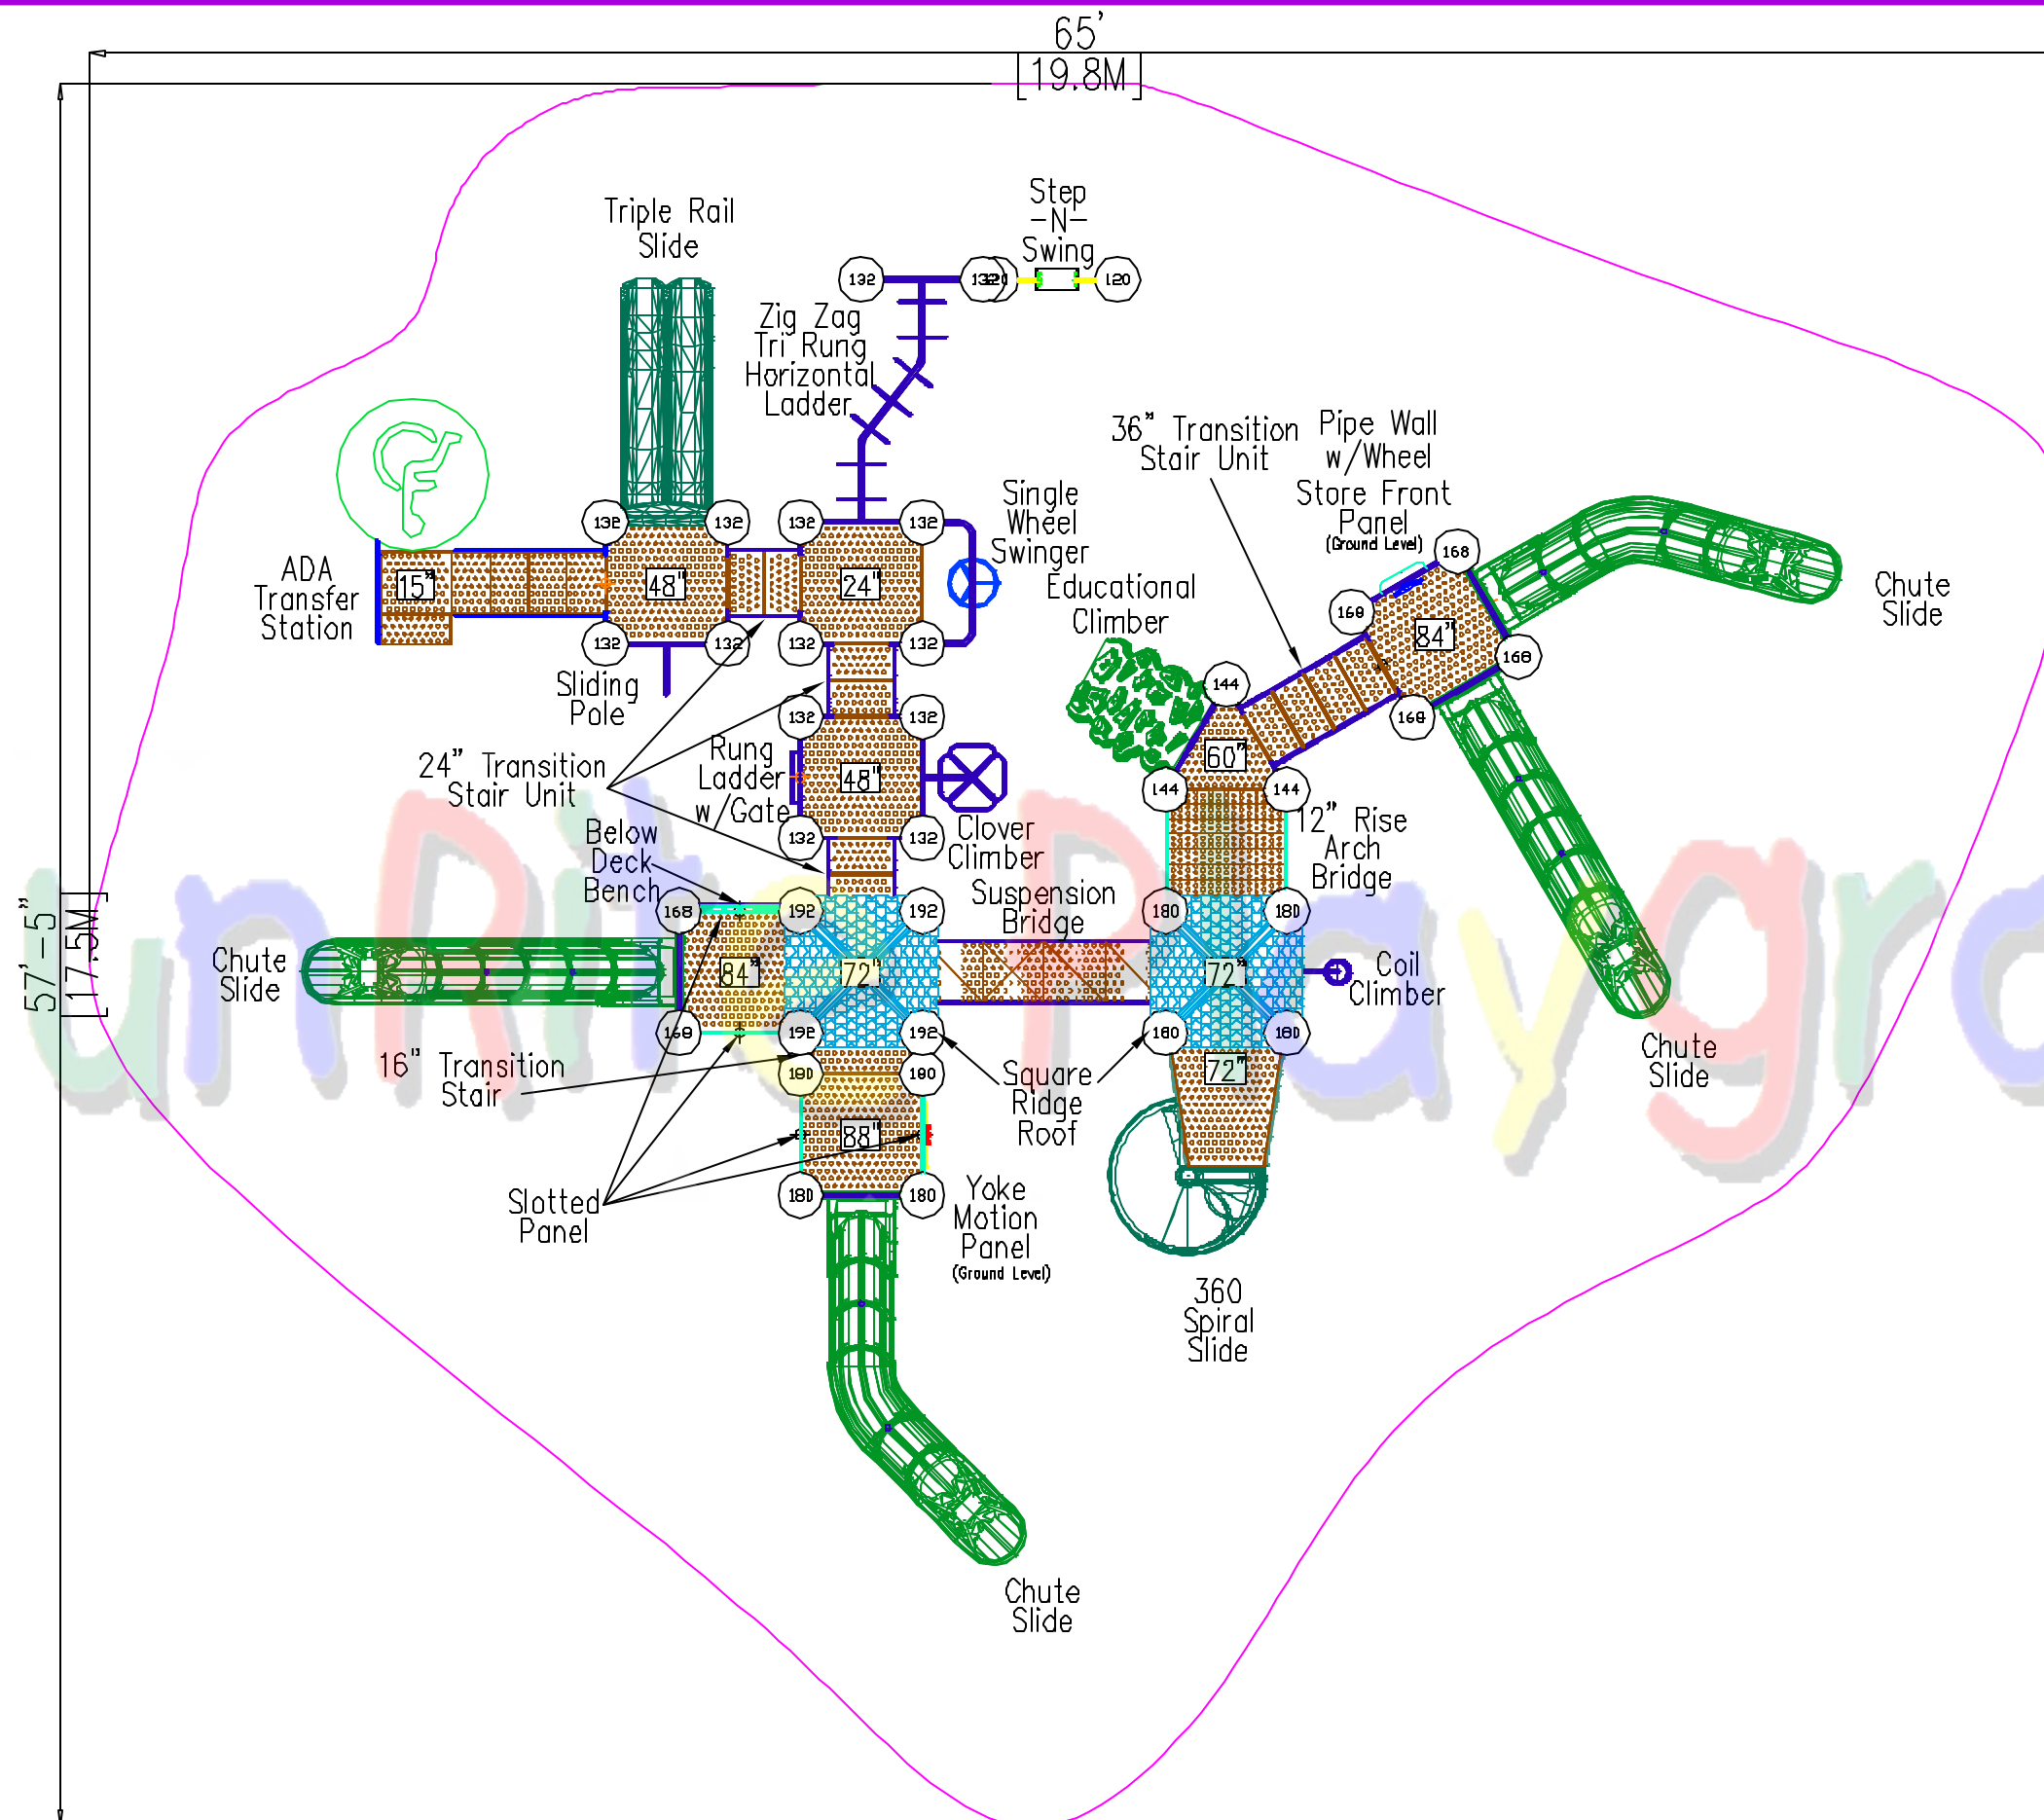 65'
[19.8M]
Step
-N-
Swing
Triple Rail
Slide
132
132
120
120
Zig Zag
Tri Rung
Horizontal
Ladder
36" Transition
Stair Unit
Pipe Wall
w/Wheel
Store Front
Panel
(Ground Level)
Single
Wheel
Swinger
132
132
132
132
168
ADA
Transfer
Station
15"
48"
24"
Educational
Climber
Chute
Slide
168
84"
132
132
132
132
168
Sliding
Pole
144
168
132
132
24" Transition
Stair Unit
Rung
Ladder
w/Gate
48"
60"
144
144
Below
Deck
Bench
132
132
Clover
Climber
12" Rise
Arch
Bridge
Suspension
Bridge
168
192
192
180
180
57'-5"
[17.5M]
Chute
Slide
84"
72"
72"
Coil
Climber
168
192
192
180
180
16" Transition
Stair
180
180
Square
Ridge
Roof
72"
Chute
Slide
88"
Slotted
Panel
180
180
Yoke
Motion
Panel
(Ground Level)
360
Spiral
Slide
Chute
Slide
unRite Playgro